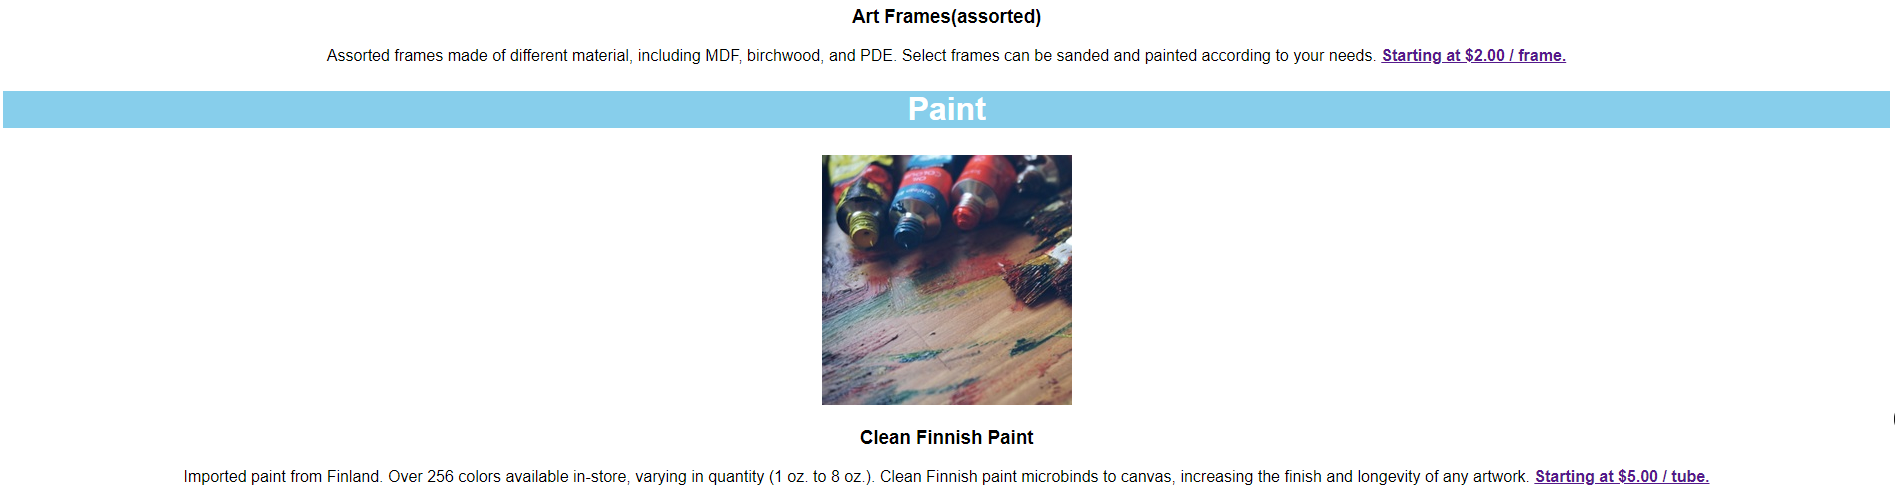 Art Frames(assorted)
Assorted frames made of different material, including MDF, birchwood, and PDE. Select frames can be sanded and painted according to your needs. Starting at $2.00 / frame.
Paint
Clean Finnish Paint
Imported paint from Finland. Over 256 colors available in-store, varying in quantity (1 oz. to 8 oz.). Clean Finnish paint microbinds to canvas, increasing the finish and longevity of any artwork. Starting at $5.00 / tube.